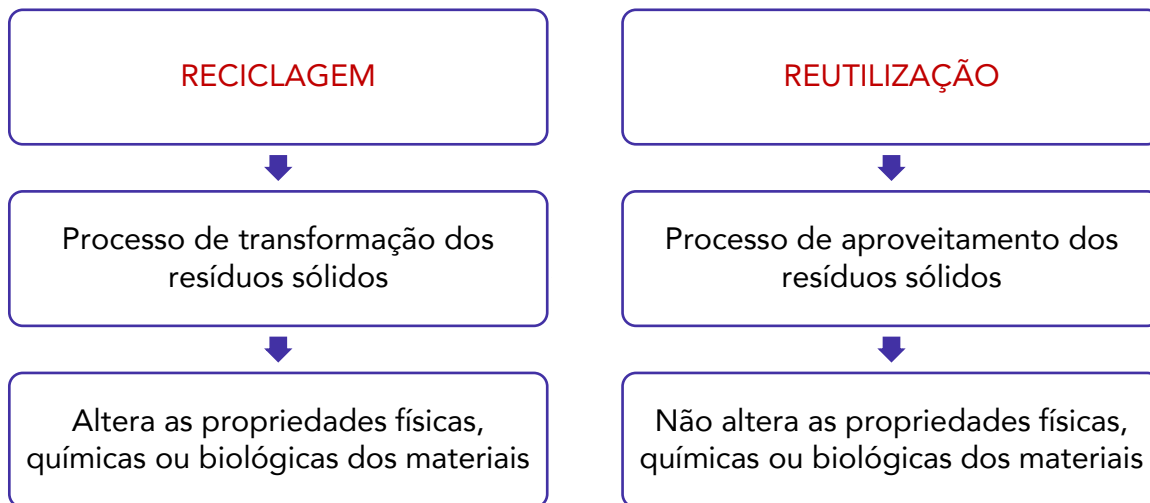 RECICLAGEM
Processo de transformação dos
resíduos sólidos
Altera as propriedades físicas,
químicas ou biológicas dos materiais
REUTILIZAÇÃO
Processo de aproveitamento dos
resíduos sólidos
Não altera as propriedades físicas,
químicas ou biológicas dos materiais